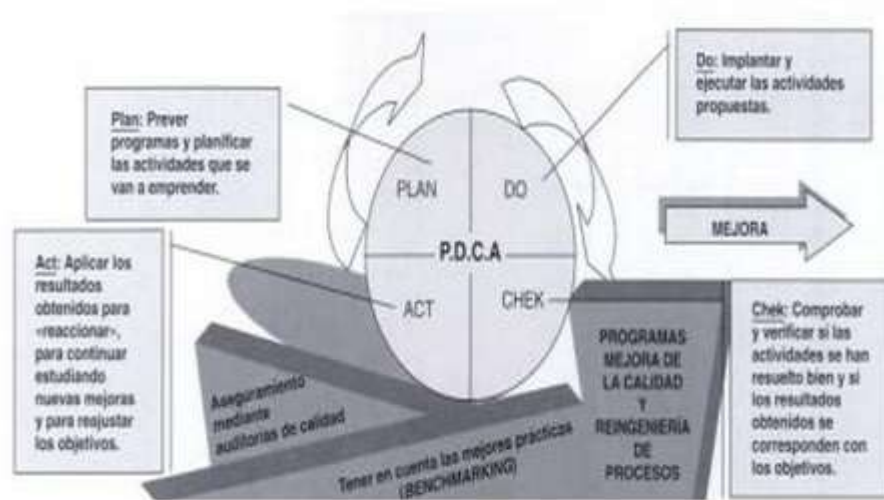 Plan: Prever
programas y planificar
las actividades que se
van a emprender.
Do: Implantar y
ejecutar las actividades
propuestas.
PLAN
DO
P.D.C.A
ACT
CHEK
MEJORA
Act: Aplicar los
resultados
obtenidos para
«reaccionar»,
para continuar
estudiando
nuevas mejoras
y para reajustar
los objetivos.
Aseguramiento
mediante
auditorías de calidad
Tener en cuenta las mejores prácticas
(BENCHMARKING)
PROGRAMAS
MEJORA DE
LA CALIDAD
Y
REINGENIERÍA
DE
PROCESOS
Chek: Comprobar
y verificar si las
actividades se han
resuelto bien y si
los resultados
obtenidos se
corresponden con
los objetivos.